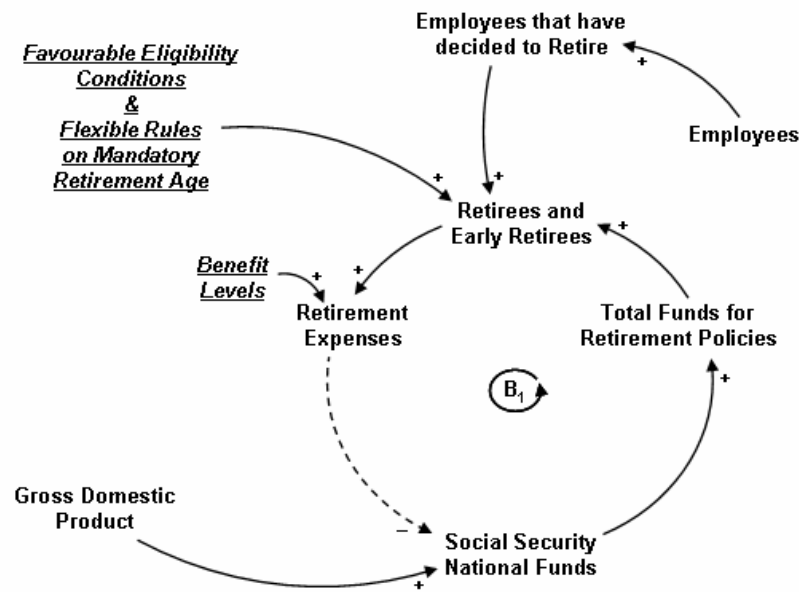 Employees that have
decided to Retire
+
Favourable Eligibility
Conditions
&
Flexible Rules
on Mandatory
Retirement Age
Employees
+
+
Retirees and
Early Retirees
+
Benefit
Levels
+
+
Retirement
Expenses
Total Funds for
Retirement Policies
+
B1
Gross Domestic
Product
–
Social Security
National Funds
+